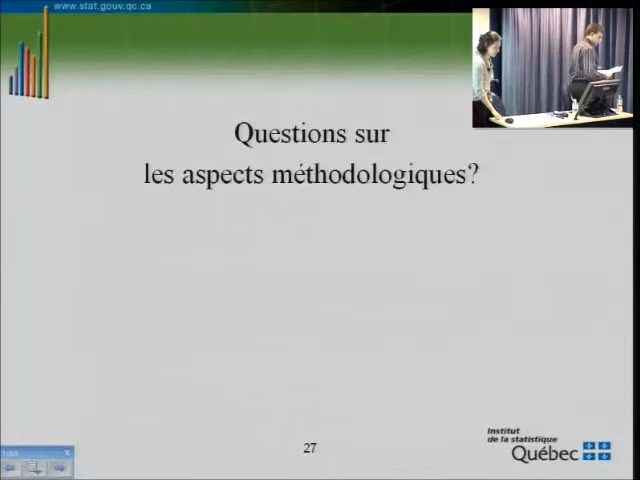 www.stat.gouv.qc.ca
Questions sur
les aspects méthodologiques?
27
Institut
de la statistique
Québec